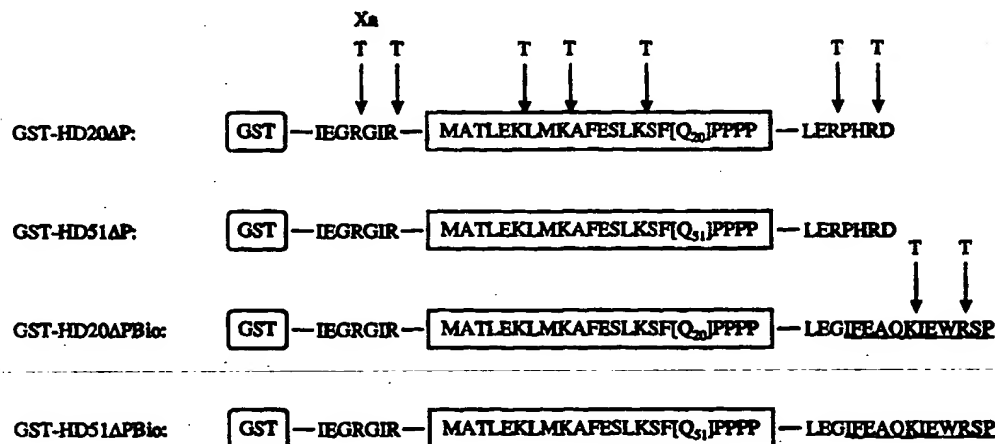 Xa
T T T T T T T
GST-HD20ΔP: GST IEGRGIR MATLEKLMKAFESLKSF[Q20]PPPP LERPHRD
GST-HD51ΔP: GST IEGRGIR MATLEKLMKAFESLKSF[Q51]PPPP LERPHRD
T T
GST-HD20ΔPBio: GST IEGRGIR MATLEKLMKAFESLKSF[Q20]PPPP LEGIFEAQKIEWRSP
GST-HD51ΔPBio: GST IEGRGIR MATLEKLMKAFESLKSF[Q51]PPPP LEGIFEAQKIEWRSP